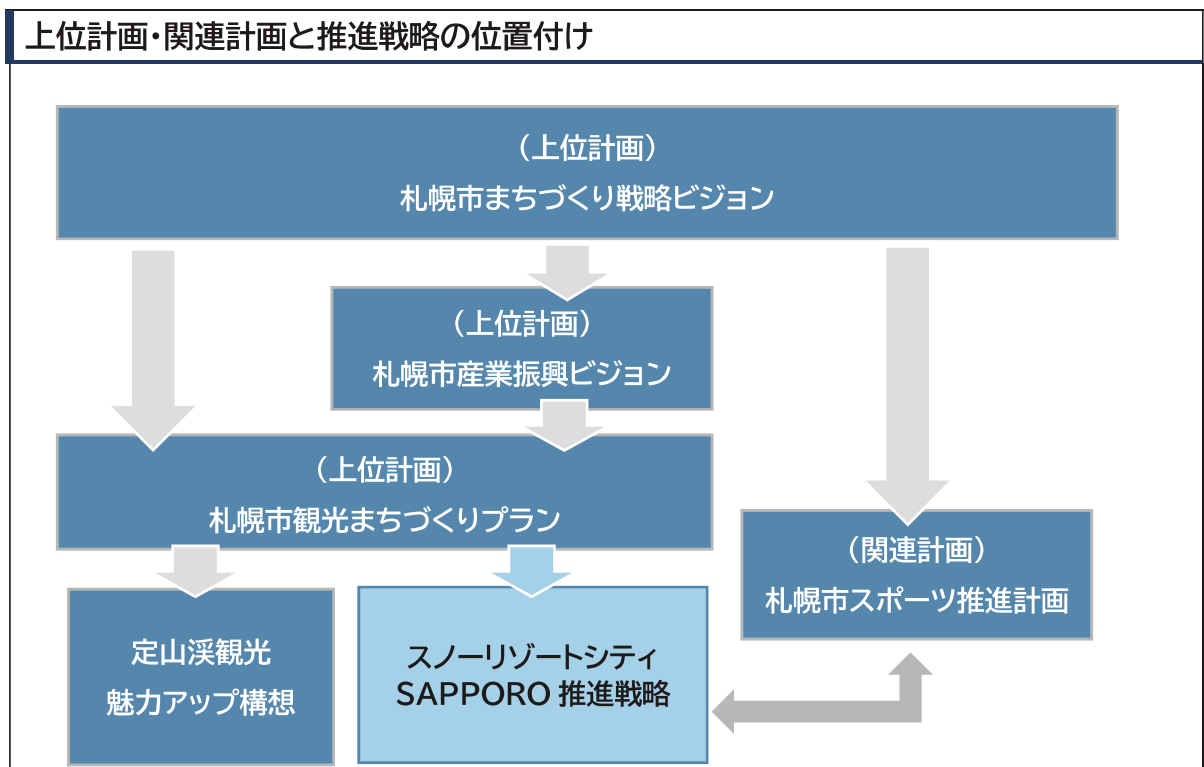 上位計画・関連計画と推進戦略の位置付け
（上位計画）
札幌市まちづくり戦略ビジョン
（上位計画）
札幌市産業振興ビジョン
（上位計画）
札幌市観光まちづくりプラン
（関連計画）
札幌市スポーツ推進計画
定山渓観光
魅力アップ構想
スノーリゾートシティ
SAPPORO 推進戦略